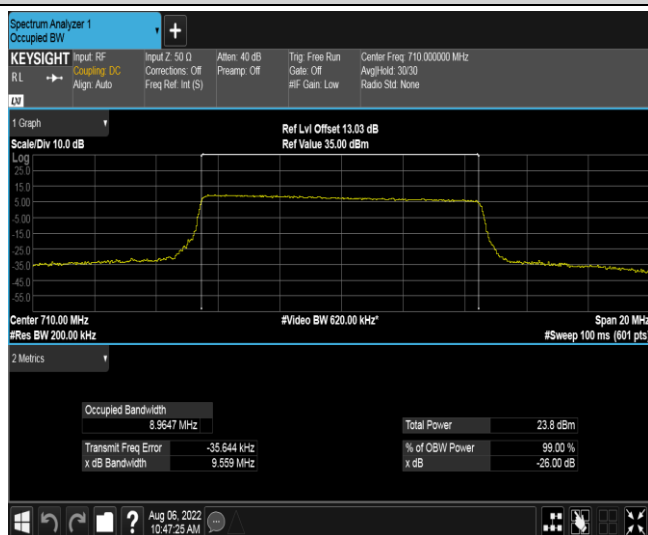 Spectrum Analyzer 1
Occupied BW
+
KEYSIGHT Input: RF Input Z: 50 Ω Atten: 40 dB Trig: Free Run Center Freq: 710.000000 MHz
R L Coupling: DC Corrections: Off Preamp: Off Gate: Off Avg|Hold: 30/30
Align: Auto Freq Ref: Int (S) #IF Gain: Low Radio Std: None
LXI
1 Graph Ref Lvl Offset 13.03 dB
Scale/Div 10.0 dB Ref Value 35.00 dBm
Log
25.0
15.0
5.00
-5.00
-15.0
-25.0
-35.0
-45.0
-55.0
Center 710.00 MHz #Video BW 620.00 kHz* Span 20 MHz
#Res BW 200.00 kHz #Sweep 100 ms (601 pts)
2 Metrics
Occupied Bandwidth
8.9647 MHz Total Power 23.8 dBm
Transmit Freq Error -35.644 kHz % of OBW Power 99.00 %
x dB Bandwidth 9.559 MHz x dB -26.00 dB
? Aug 06, 2022
10:47:25 AM